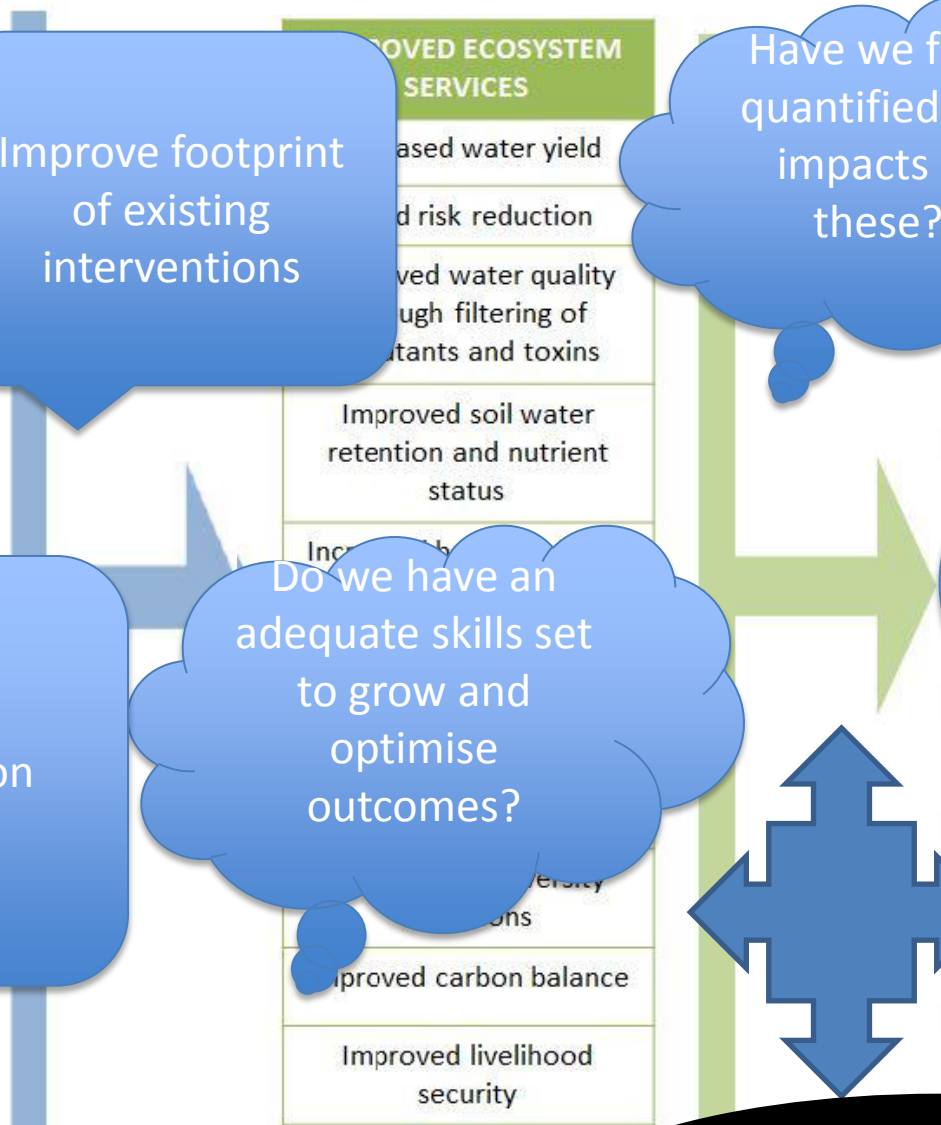 Improve footprint
of existing
interventions
OVED ECOSYSTEM
SERVICES
ased water yield
d risk reduction
ved water quality
ugh filtering of
tants and toxins
Improved soil water
retention and nutrient
status
Do we have an
adequate skills set
to grow and
optimise
outcomes?
on
ersity
ons
proved carbon balance
Improved livelihood
security
Have we f
quantified
impacts
these?